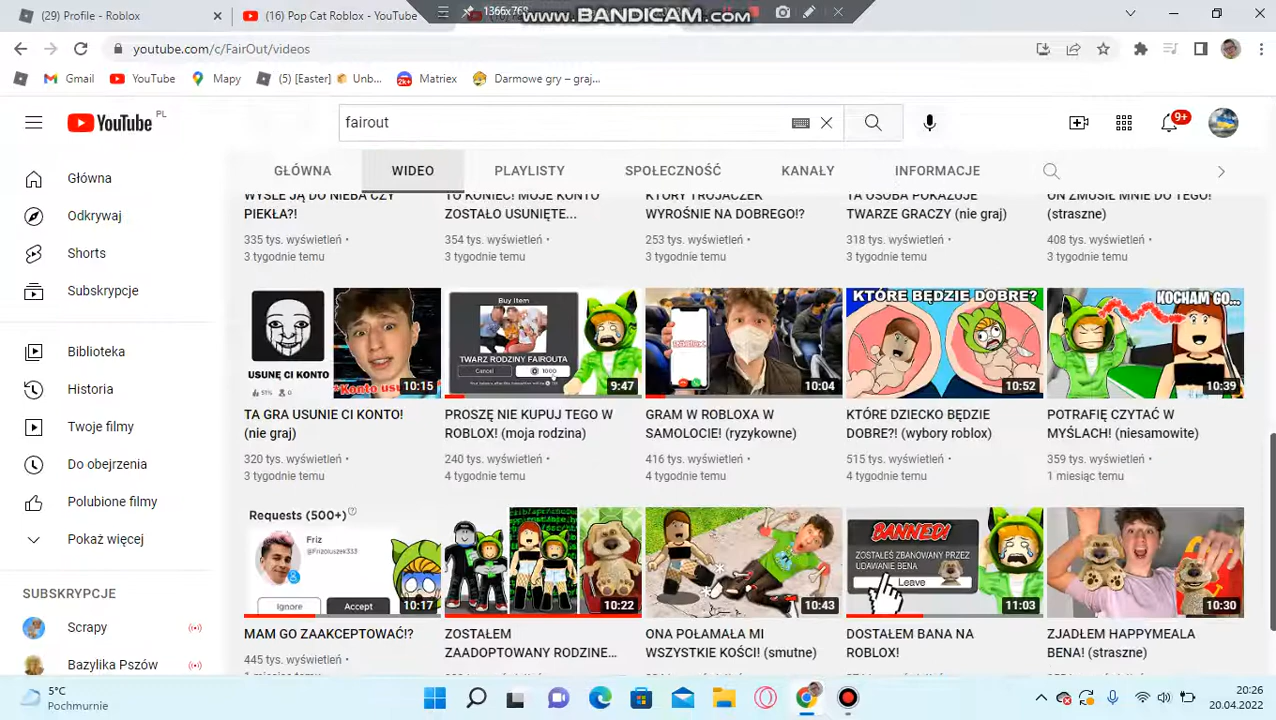 Profile - Roblox
(16) Pop Cat Roblox - YouTube
1366x768
www.BANDICAM.com
youtube.com/c/FairOut/videos
Gmail
YouTube
Mapy
(5) [Easter] Unb...
2k+
Matriex
Darmowe gry – graj...
YouTube PL
fairout
9+
GŁÓWNA
WIDEO
PLAYLISTY
SPOŁECZNOŚĆ
KANAŁY
INFORMACJE
Główna
Odkrywaj
Shorts
Subskrypcje
Biblioteka
Historia
Twoje filmy
Do obejrzenia
Polubione filmy
Pokaż więcej
SUBSKRYPCJE
Scrapy
Bazylika Pszów
WYŚLĘ JĄ DO NIEBA CZY
PIEKŁA?!
335 tys. wyświetleń •
3 tygodnie temu
TO KONIEC! MOJE KONTO
ZOSTAŁO USUNIĘTE...
354 tys. wyświetleń •
3 tygodnie temu
KTÓRY TROJACZEK
WYROŚNIE NA DOBREGO!?
253 tys. wyświetleń •
3 tygodnie temu
TA OSOBA POKAZUJE
TWARZE GRACZY (nie graj)
318 tys. wyświetleń •
3 tygodnie temu
ON ZMUSIŁ MNIE DO TEGO!
(straszne)
408 tys. wyświetleń •
3 tygodnie temu
USUNĘ CI KONTO
51%
0
10:15
TA GRA USUNIE CI KONTO!
(nie graj)
320 tys. wyświetleń •
3 tygodnie temu
Buy Item
TWARZ RODZINY FAIROUTA
Cancel
1000
9:47
PROSZĘ NIE KUPUJ TEGO W
ROBLOX! (moja rodzina)
240 tys. wyświetleń •
4 tygodnie temu
10:04
GRAM W ROBLOXA W
SAMOLOCIE! (ryzykowne)
416 tys. wyświetleń •
4 tygodnie temu
KTÓRE BĘDZIE DOBRE?
10:52
KTÓRE DZIECKO BĘDZIE
DOBRE?! (wybory roblox)
515 tys. wyświetleń •
4 tygodnie temu
KOCHAM GO...
10:39
POTRAFIĘ CZYTAĆ W
MYŚLACH! (niesamowite)
359 tys. wyświetleń •
1 miesiąc temu
Requests (500+)
Friz
Ignore
Accept
10:17
MAM GO ZAAKCEPTOWAĆ!?
445 tys. wyświetleń •
10:22
ZOSTAŁEM
ZAADOPTOWANY RODZINE...
10:43
ONA POŁAMAŁA MI
WSZYSTKIE KOŚCI! (smutne)
BANNED!
ZOSTAŁEŚ ZBANOWANY PRZEZ
UDAWANIE BENA
Leave
11:03
DOSTAŁEM BANA NA
ROBLOX!
10:30
ZJADŁEM HAPPYMEALA
BENA! (straszne)
5°C
Pochmurnie
20:26
20.04.2022